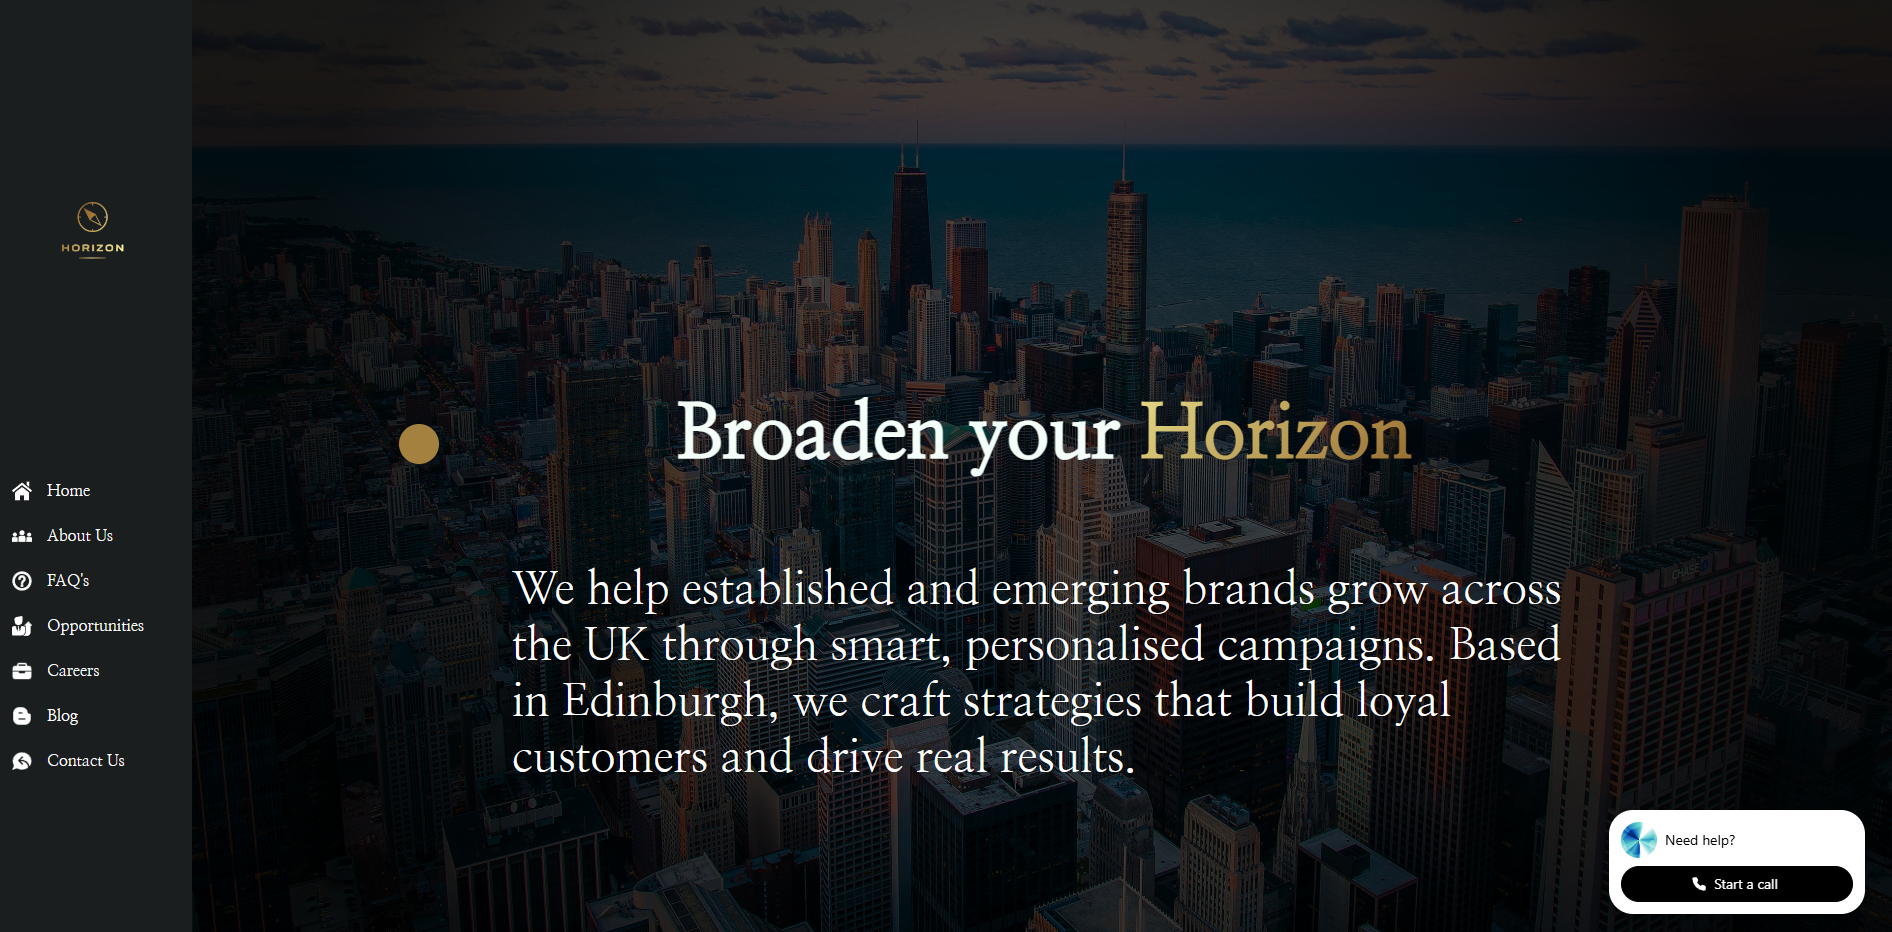 HORIZON
Home
About Us
FAQ's
Opportunities
Careers
Blog
Contact Us
Broaden your Horizon
We help established and emerging brands grow across
the UK through smart, personalised campaigns. Based
in Edinburgh, we craft strategies that build loyal
customers and drive real results.
CHASE
Need help?
Start a call